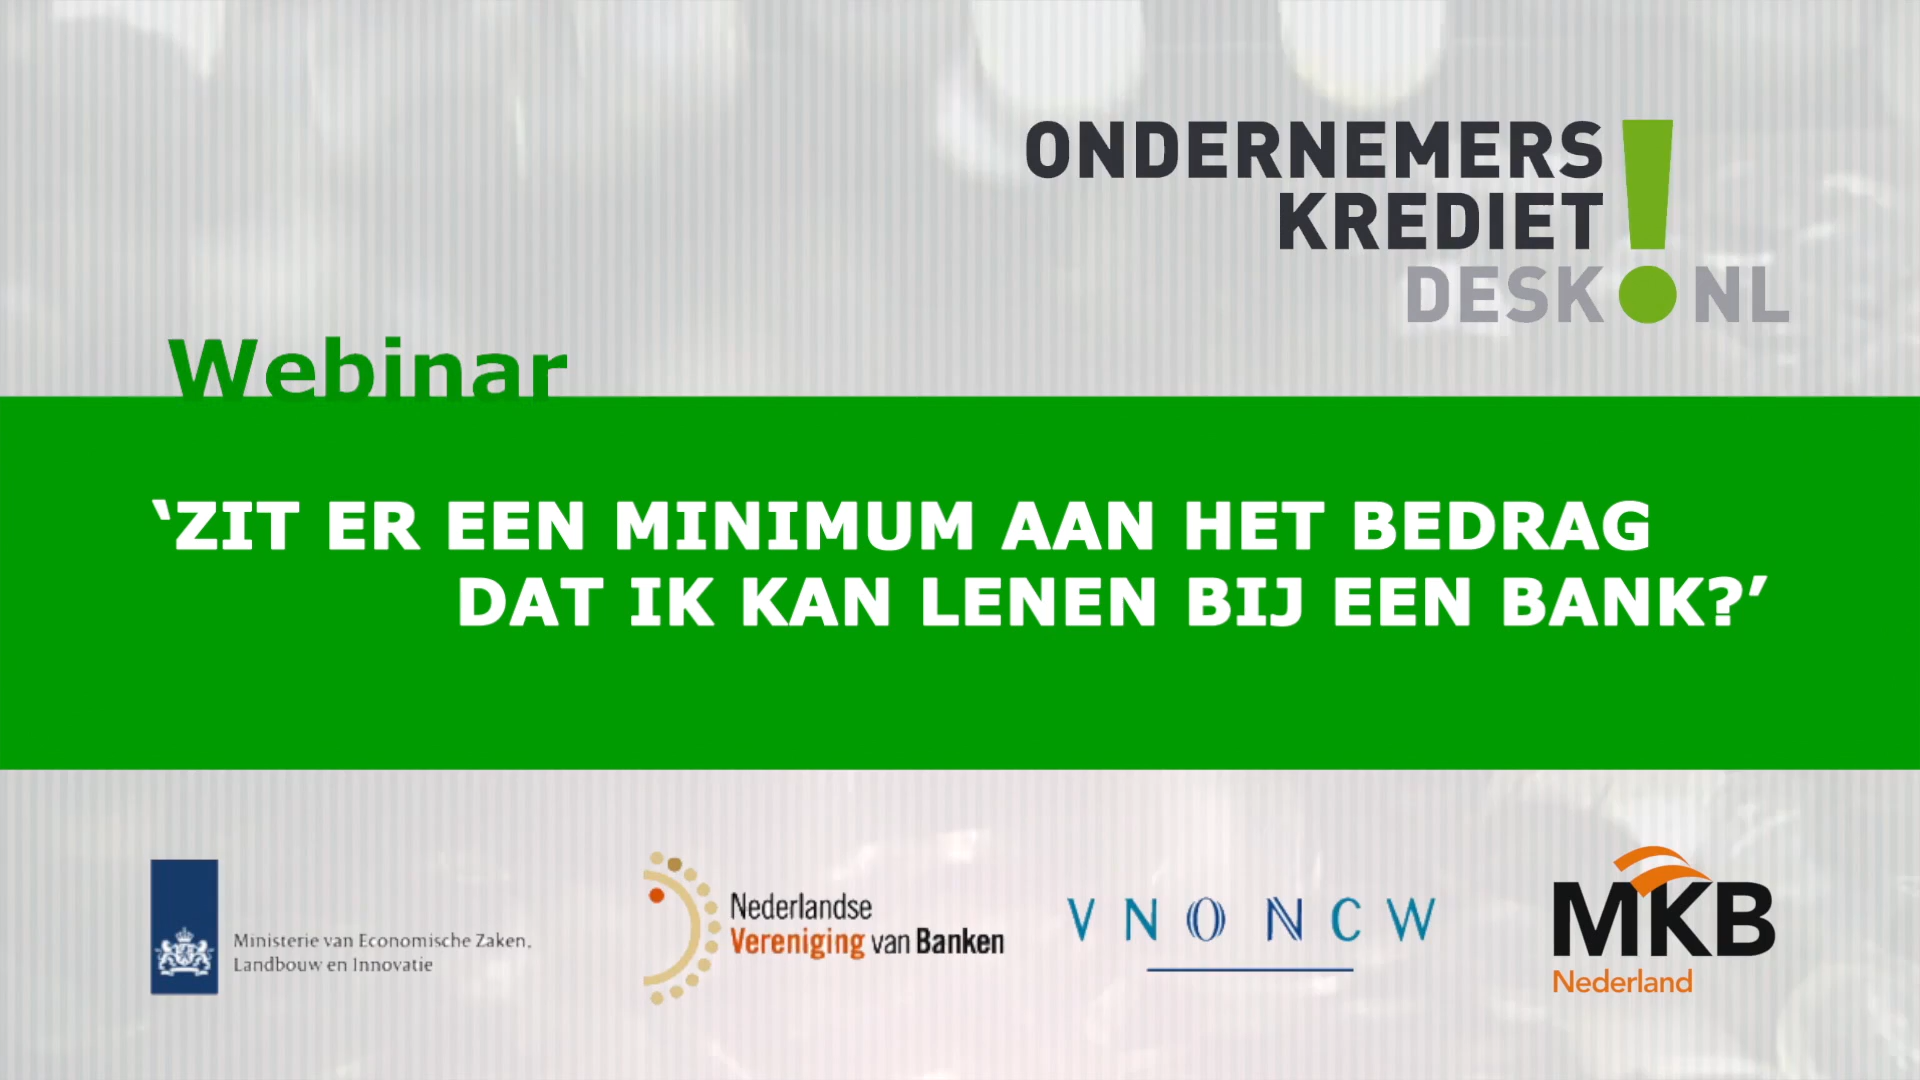 ONDERNEMERS
KREDIET
DESK.NL
Webinar
‘ZIT ER EEN MINIMUM AAN HET BEDRAG
DAT IK KAN LENEN BIJ EEN BANK?’
Ministerie van Economische Zaken,
Landbouw en Innovatie
Nederlandse
Vereniging van Banken
VNO NCW
MKB
Nederland